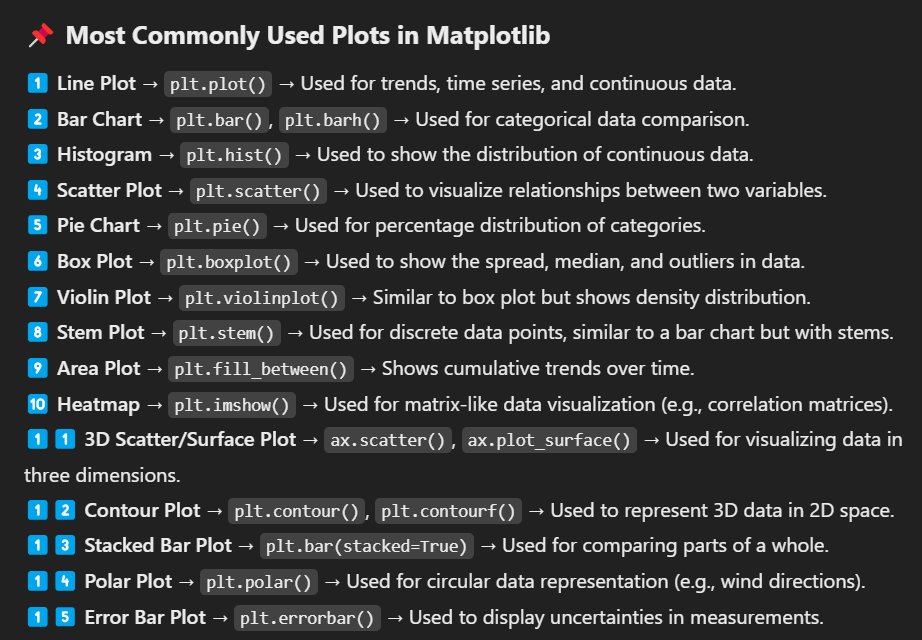 📌 Most Commonly Used Plots in Matplotlib
1️⃣ Line Plot → plt.plot() → Used for trends, time series, and continuous data.
2️⃣ Bar Chart → plt.bar(), plt.barh() → Used for categorical data comparison.
3️⃣ Histogram → plt.hist() → Used to show the distribution of continuous data.
4️⃣ Scatter Plot → plt.scatter() → Used to visualize relationships between two variables.
5️⃣ Pie Chart → plt.pie() → Used for percentage distribution of categories.
6️⃣ Box Plot → plt.boxplot() → Used to show the spread, median, and outliers in data.
7️⃣ Violin Plot → plt.violinplot() → Similar to box plot but shows density distribution.
8️⃣ Stem Plot → plt.stem() → Used for discrete data points, similar to a bar chart but with stems.
9️⃣ Area Plot → plt.fill_between() → Shows cumulative trends over time.
🔟 Heatmap → plt.imshow() → Used for matrix-like data visualization (e.g., correlation matrices).
1️⃣ 1️⃣ 3D Scatter/Surface Plot → ax.scatter(), ax.plot_surface() → Used for visualizing data in
three dimensions.
1️⃣ 2️⃣ Contour Plot → plt.contour(), plt.contourf() → Used to represent 3D data in 2D space.
1️⃣ 3️⃣ Stacked Bar Plot → plt.bar(stacked=True) → Used for comparing parts of a whole.
1️⃣ 4️⃣ Polar Plot → plt.polar() → Used for circular data representation (e.g., wind directions).
1️⃣ 5️⃣ Error Bar Plot → plt.errorbar() → Used to display uncertainties in measurements.